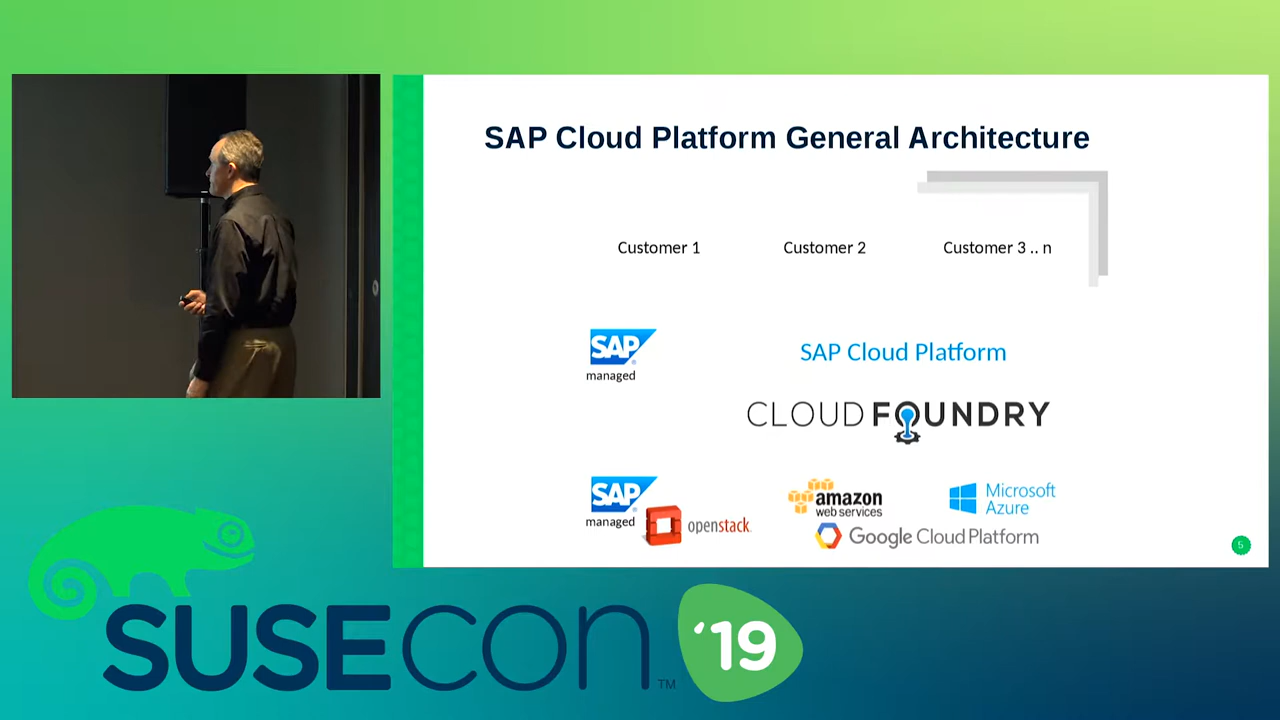 SAP Cloud Platform General Architecture
Customer 1 Customer 2 Customer 3 .. n
SAP
managed
SAP Cloud Platform
CLOUD FOUNDRY
SAP
managed
openstack
amazon
web services
Microsoft
Azure
Google Cloud Platform
5
SUSECON '19
TM